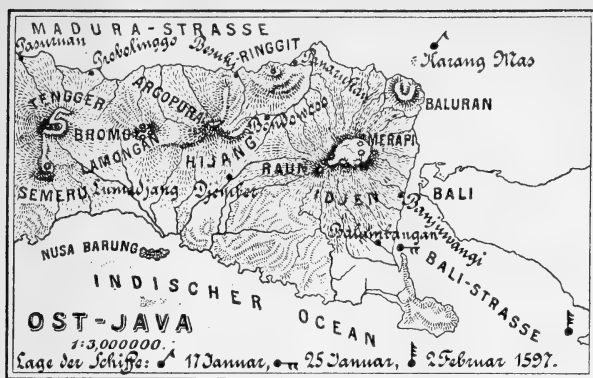 MADURA-STRASSE
Pasuruan
Probolinggo
Besuki
RINGGIT
Panarukan
Karang Mas
TENGGER
ARGOPURA
BALURAN
BROMO
LAMONGAN
Bondowoso
HIJANG
MERAPI
RAUN
SEMERU
Lumadjang
Djember
IDJEN
BALI
Banjuwangi
Balambangan
NUSA BARUNG
BALI-STRASSE
INDISCHER OCEAN
OST-JAVA
1:3,000000.
Lage der Schiffe: 17 Januar, 25 Januar, 2 Februar 1597.